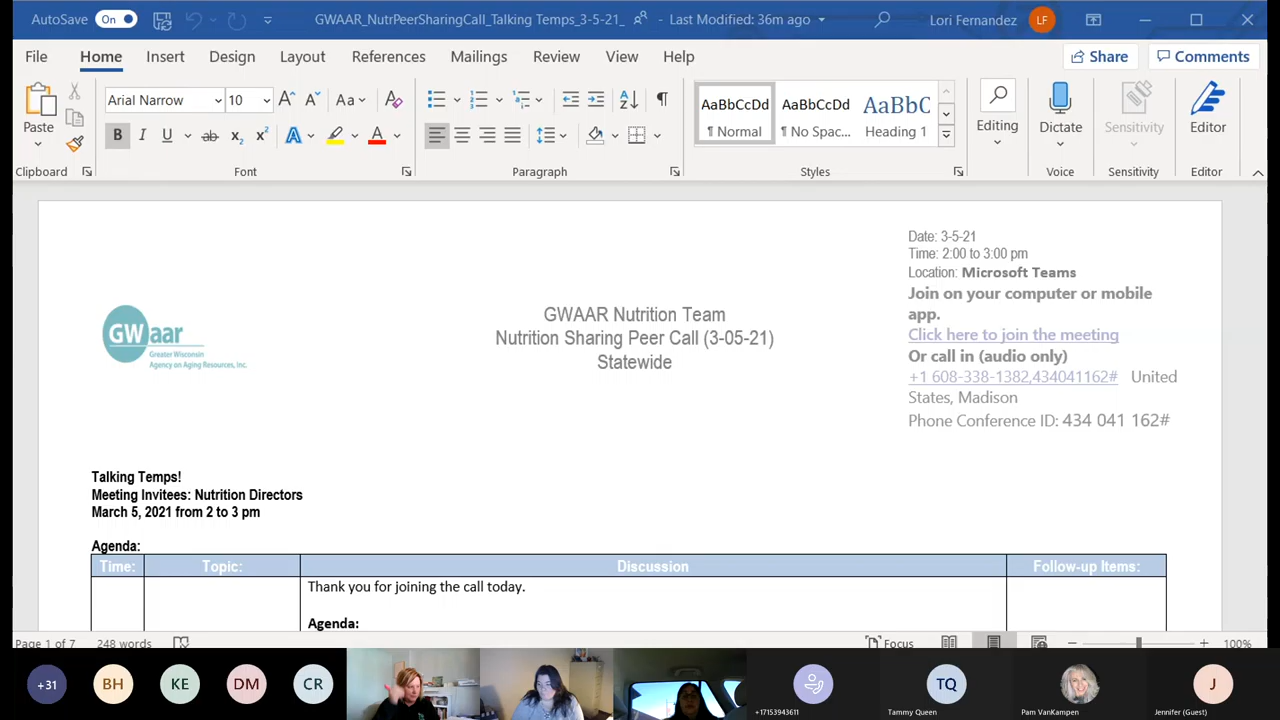 AutoSave On GWAAR_NutrPeerSharingCall_Talking Temps_3-5-21_ - Last Modified: 36m ago Lori Fernandez LF
File Home Insert Design Layout References Mailings Review View Help Share Comments
Arial Narrow 10 Aa AaBbCcDd AaBbCcDd AaBbC
Paste B I U ab x₂ x² A A ¶ Normal ¶ No Spac... Heading 1 Editing Dictate Sensitivity Editor
Clipboard Font Paragraph Styles Voice Sensitivity Editor
Date: 3-5-21
Time: 2:00 to 3:00 pm
Location: Microsoft Teams
Join on your computer or mobile
app.
Click here to join the meeting
Or call in (audio only)
+1 608-338-1382,434041162# United
States, Madison
Phone Conference ID: 434 041 162#
GWaar
Greater Wisconsin
Agency on Aging Resources, Inc.
GWAAR Nutrition Team
Nutrition Sharing Peer Call (3-05-21)
Statewide
Talking Temps!
Meeting Invitees: Nutrition Directors
March 5, 2021 from 2 to 3 pm
Agenda:
Time: Topic: Discussion Follow-up Items:
Thank you for joining the call today.
Agenda:
Page 1 of 7 248 words Focus 100%
+31 BH KE DM CR TQ J
+17153943611 Tammy Queen Pam VanKampen Jennifer (Guest)